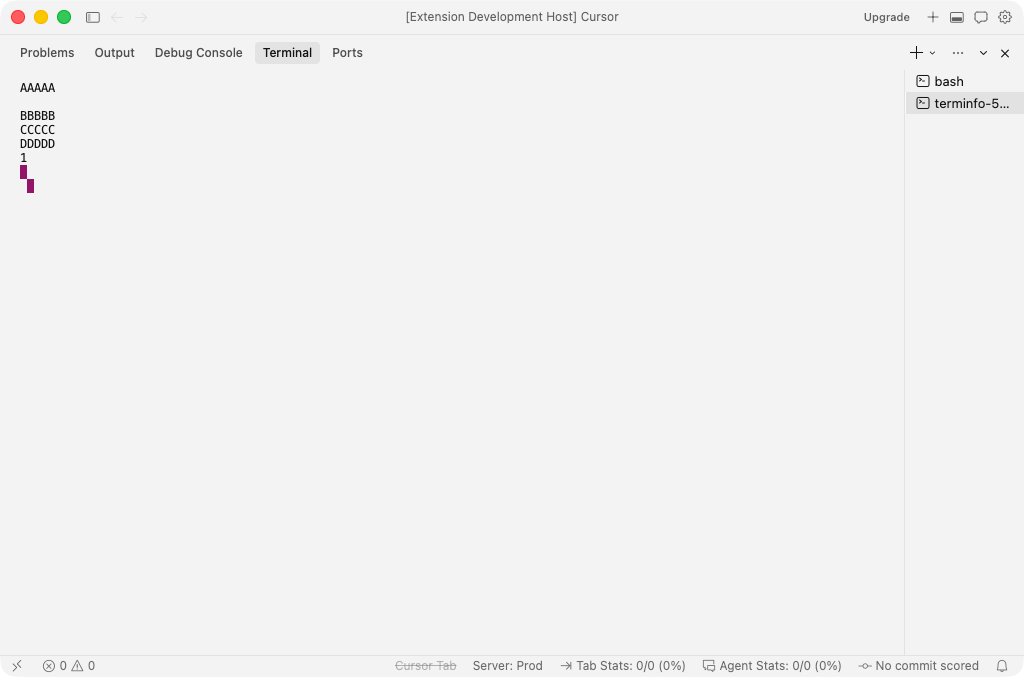 [Extension Development Host] Cursor
Upgrade
Problems Output Debug Console Terminal Ports
AAAAA
BBBBB
CCCCC
DDDDD
1
bash
terminfo-5...
0 0 Cursor Tab Server: Prod Tab Stats: 0/0 (0%) Agent Stats: 0/0 (0%) No commit scored